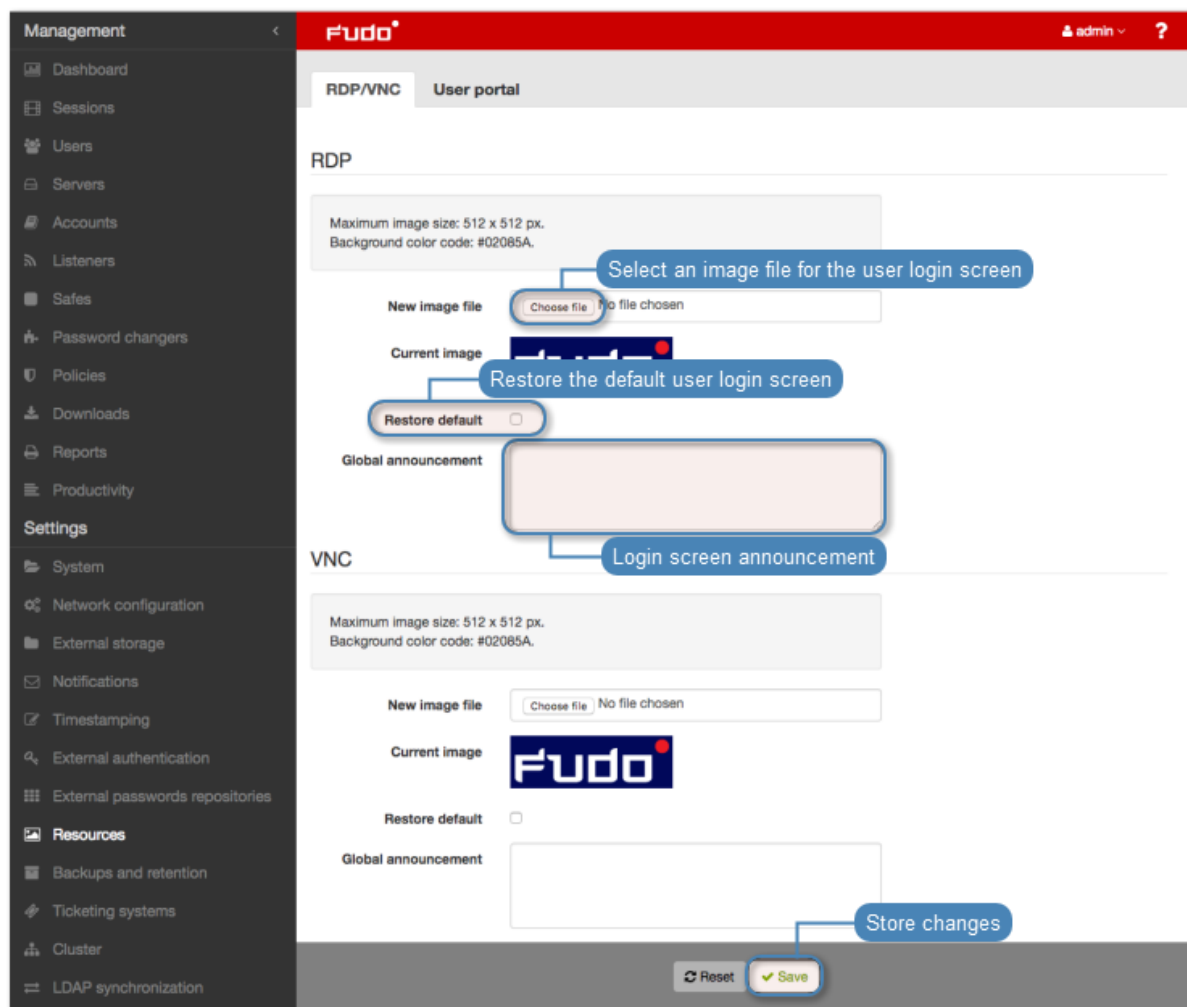 Management
Dashboard
Sessions
Users
Servers
Accounts
Listeners
Safes
Password changers
Policies
Downloads
Reports
Productivity
Settings
System
Network configuration
External storage
Notifications
Timestamping
External authentication
External passwords repositories
Resources
Backups and retention
Ticketing systems
Cluster
LDAP synchronization
FUDO
admin
?
RDP/VNC User portal
RDP
Maximum image size: 512 x 512 px.
Background color code: #02085A.
Select an image file for the user login screen
New image file Choose file No file chosen
Current image
Restore the default user login screen
Restore default
Global announcement
Login screen announcement
VNC
Maximum image size: 512 x 512 px.
Background color code: #02085A.
New image file Choose file No file chosen
Current image FUDO
Restore default
Global announcement
Store changes
Reset Save